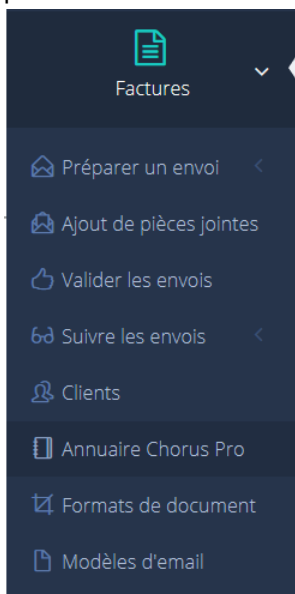 Factures
Préparer un envoi
Ajout de pièces jointes
Valider les envois
Suivre les envois
Clients
Annuaire Chorus Pro
Formats de document
Modèles d'email